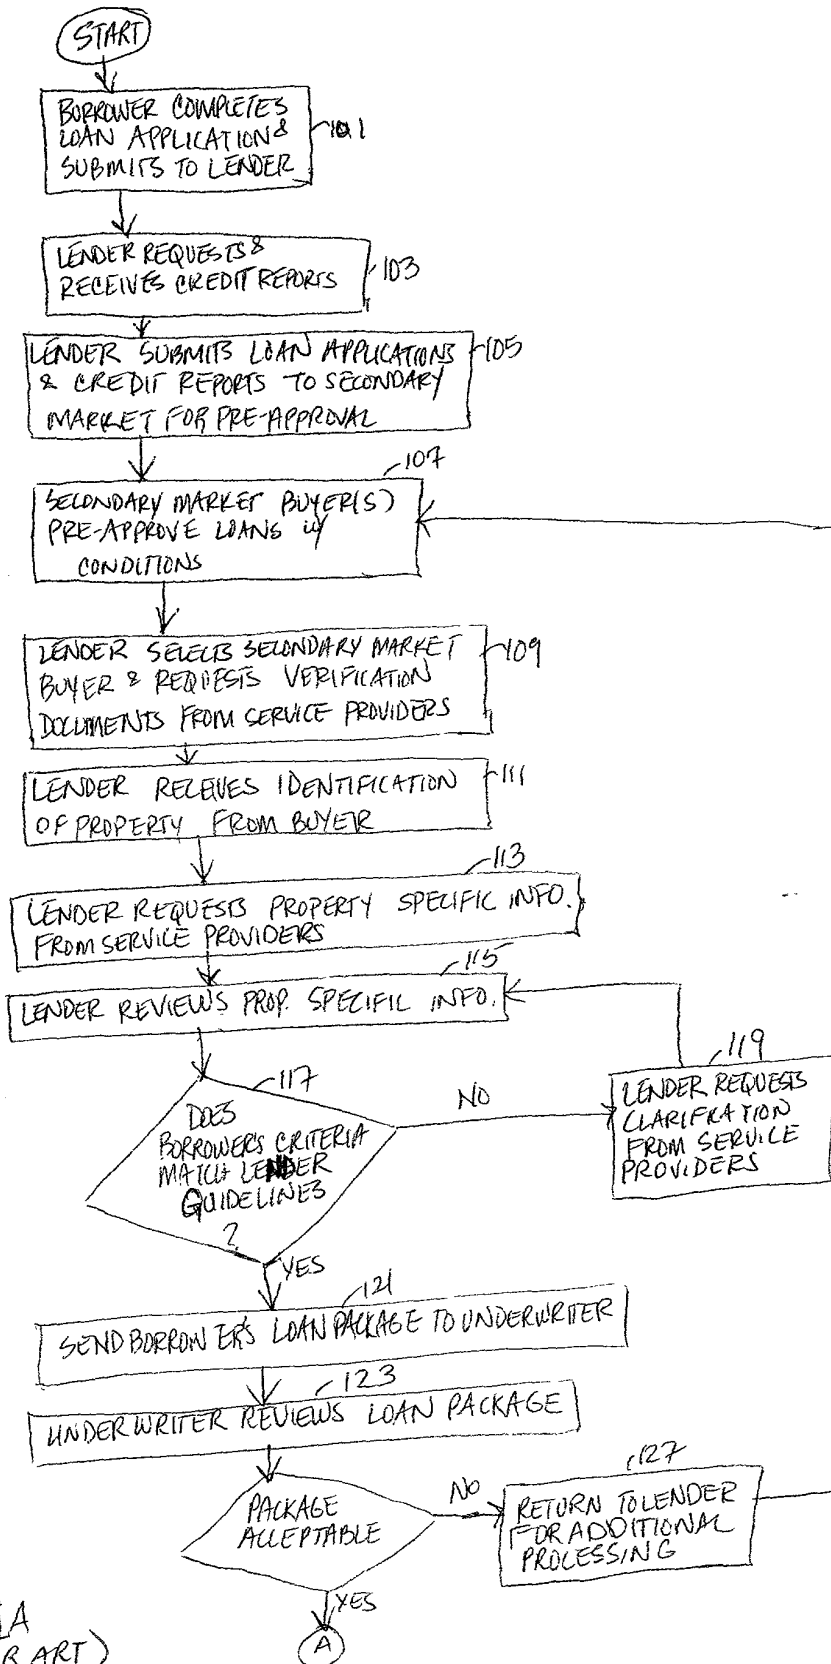 START
BORROWER COMPLETES
LOAN APPLICATION &
SUBMITS TO LENDER
101
LENDER REQUESTS &
RECEIVES CREDIT REPORTS
103
LENDER SUBMITS LOAN APPLICATIONS
& CREDIT REPORTS TO SECONDARY
MARKET FOR PRE-APPROVAL
105
107
SECONDARY MARKET BUYER(S)
PRE-APPROVE LOANS W/
CONDITIONS
LENDER SELECTS SECONDARY MARKET
BUYER & REQUESTS VERIFICATION
DOCUMENTS FROM SERVICE PROVIDERS
109
LENDER RECEIVES IDENTIFICATION
OF PROPERTY FROM BUYER
111
113
LENDER REQUESTS PROPERTY SPECIFIC INFO.
FROM SERVICE PROVIDERS
115
LENDER REVIEWS PROP. SPECIFIC INFO.
117
DOES
BORROWER'S CRITERIA
MATCH LENDER
GUIDELINES
?
NO
119
LENDER REQUESTS
CLARIFICATION
FROM SERVICE
PROVIDERS
YES
121
SEND BORROWER'S LOAN PACKAGE TO UNDERWRITER
123
UNDERWRITER REVIEWS LOAN PACKAGE
PACKAGE
ACCEPTABLE
NO
127
RETURN TO LENDER
FOR ADDITIONAL
PROCESSING
YES
A
1A
R ART)